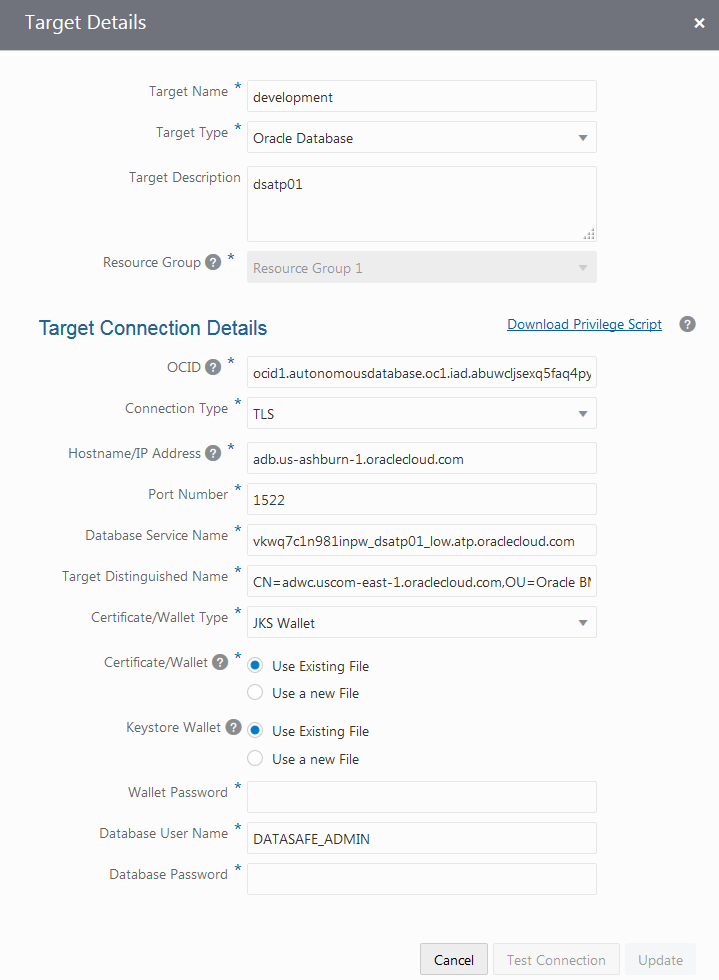 Target Details
×
Target Name * development
Target Type * Oracle Database
Target Description dsatp01
Resource Group ? * Resource Group 1
Target Connection Details Download Privilege Script ?
OCID ? * ocid1.autonomousdatabase.oc1.iad.abuwcljsexq5faq4py
Connection Type * TLS
Hostname/IP Address ? * adb.us-ashburn-1.oraclecloud.com
Port Number * 1522
Database Service Name * vkwq7c1n981inpw_dsatp01_low.atp.oraclecloud.com
Target Distinguished Name * CN=adwc.uscom-east-1.oraclecloud.com,OU=Oracle BM
Certificate/Wallet Type * JKS Wallet
Certificate/Wallet ? * Use Existing File
Use a new File
Keystore Wallet ? Use Existing File
Use a new File
Wallet Password *
Database User Name * DATASAFE_ADMIN
Database Password *
Cancel Test Connection Update